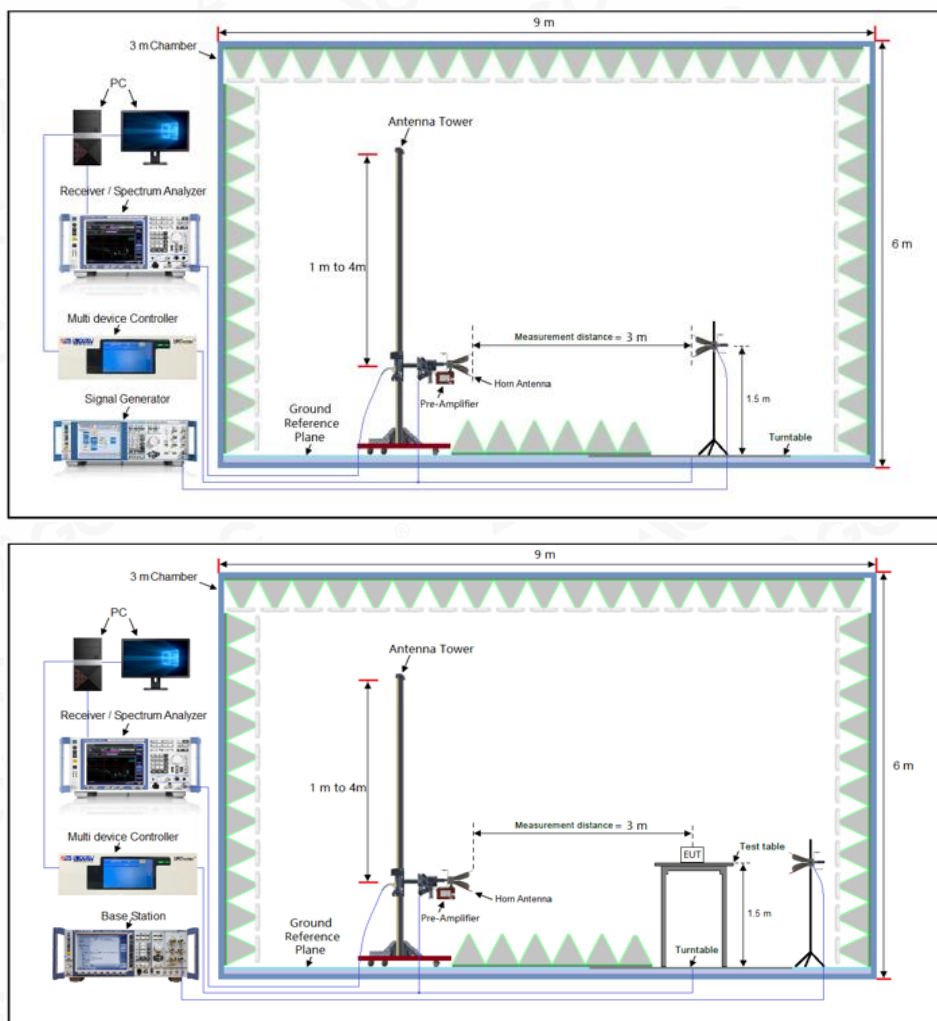 9 m
3 m Chamber
PC
Antenna Tower
Receiver / Spectrum Analyzer
1 m to 4m
6 m
Multi device Controller
Measurement distance = 3 m
Horn Antenna
Pre-Amplifier
1.5 m
Signal Generator
Ground
Reference
Plane
Turntable
9 m
3 m Chamber
PC
Antenna Tower
Receiver / Spectrum Analyzer
1 m to 4m
6 m
Multi device Controller
Measurement distance = 3 m
EUT
Test table
Horn Antenna
Pre-Amplifier
1.5 m
Base Station
Ground
Reference
Plane
Turntable